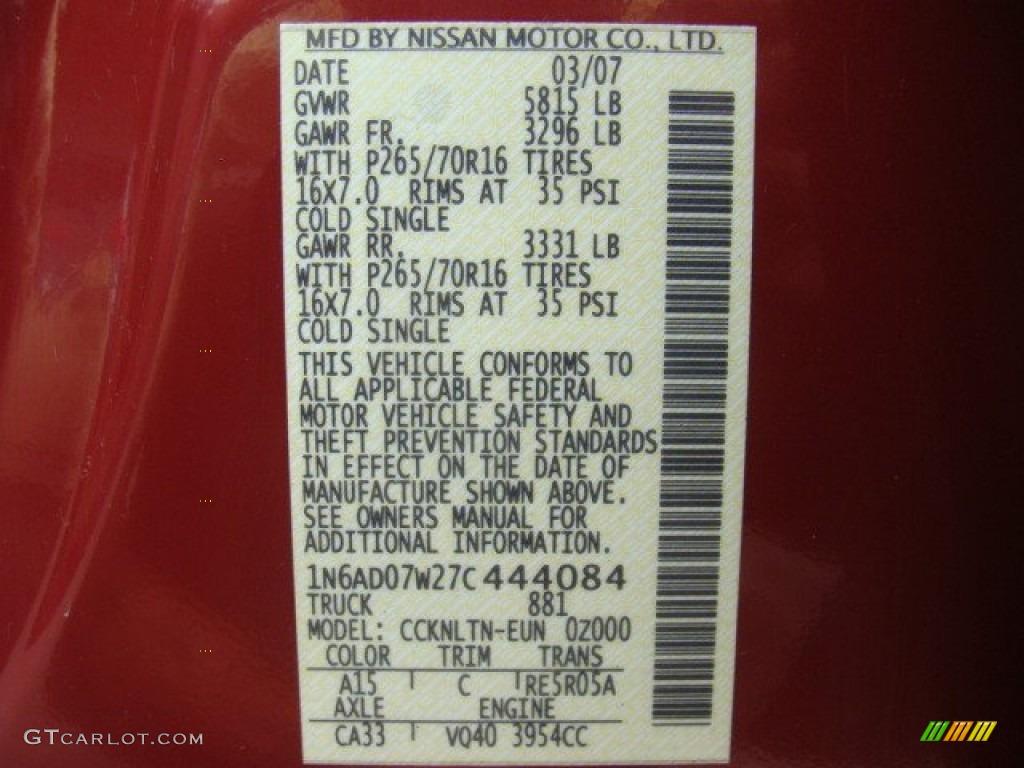 MFD BY NISSAN MOTOR CO., LTD.
DATE 03/07
GVWR 5815 LB
GAWR FR. 3296 LB
WITH P265/70R16 TIRES
16X7.0 RIMS AT 35 PSI
COLD SINGLE
GAWR RR. 3331 LB
WITH P265/70R16 TIRES
16X7.0 RIMS AT 35 PSI
COLD SINGLE
THIS VEHICLE CONFORMS TO
ALL APPLICABLE FEDERAL
MOTOR VEHICLE SAFETY AND
THEFT PREVENTION STANDARDS
IN EFFECT ON THE DATE OF
MANUFACTURE SHOWN ABOVE.
SEE OWNERS MANUAL FOR
ADDITIONAL INFORMATION.
1N6AD07W27C444084
TRUCK 881
MODEL: CCKNLTN-EUN 0Z000
COLOR TRIM TRANS
A15 C RE5R05A
AXLE ENGINE
CA33 VQ40 3954CC
GTCARLOT.COM